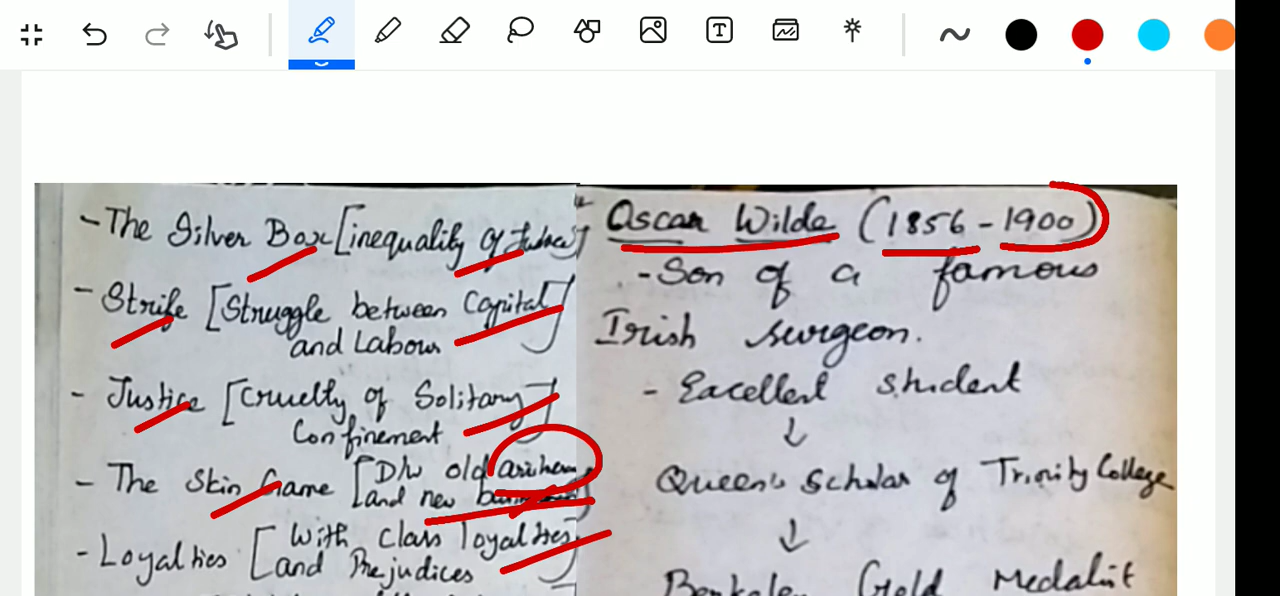 - The Silver Box [inequality of Justice]
- Strife [Struggle between Capital
and Labour]
- Justice [Cruelty of Solitary
Confinement]
- The Skin Game [D/w old
and new
- Loyalties [With class loyalties
and Prejudices]
Oscar Wilde (1856-1900)
- Son of a famous
Irish surgeon.
- Excellent student
↓
Queen's Scholar of Trinity College
↓
Gold Medalist